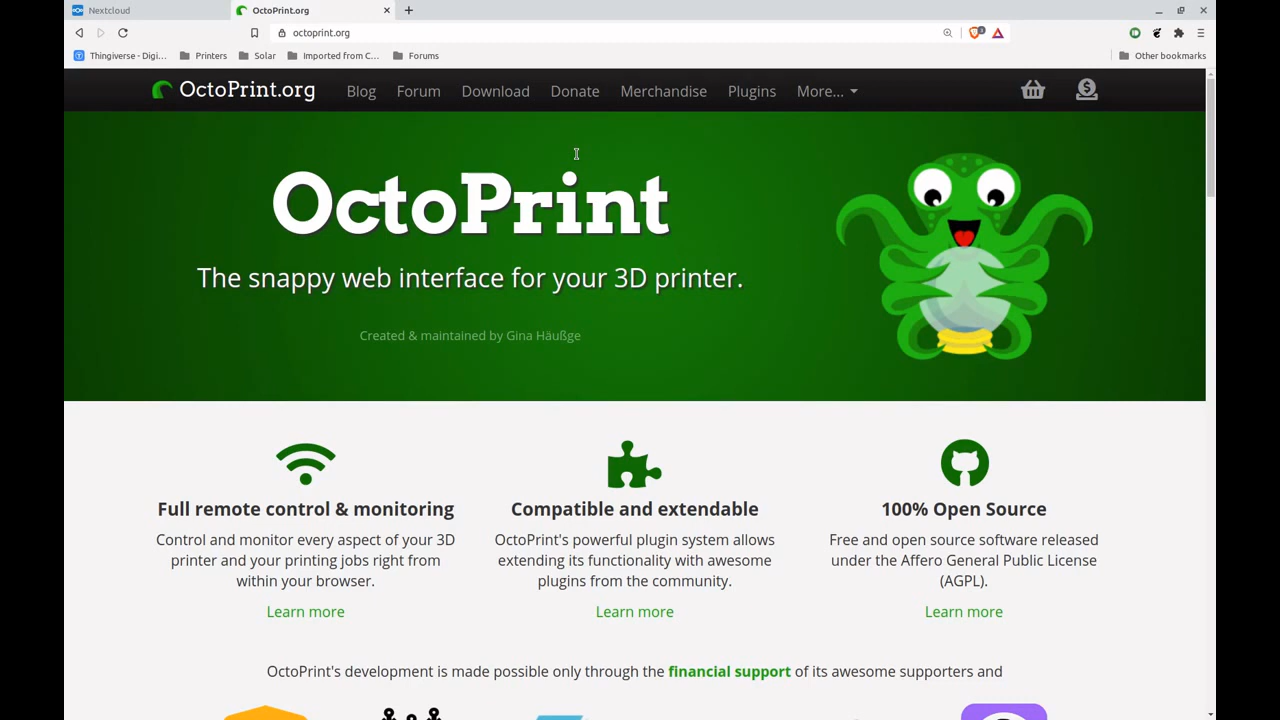 Nextcloud
OctoPrint.org
octoprint.org
Thingiverse - Digi...
Printers
Solar
Imported from C...
Forums
Other bookmarks
OctoPrint.org
Blog
Forum
Download
Donate
Merchandise
Plugins
More...
OctoPrint
The snappy web interface for your 3D printer.
Created & maintained by Gina Häußge
Full remote control & monitoring
Control and monitor every aspect of your 3D
printer and your printing jobs right from
within your browser.
Learn more
Compatible and extendable
OctoPrint's powerful plugin system allows
extending its functionality with awesome
plugins from the community.
Learn more
100% Open Source
Free and open source software released
under the Affero General Public License
(AGPL).
Learn more
OctoPrint's development is made possible only through the financial support of its awesome supporters and